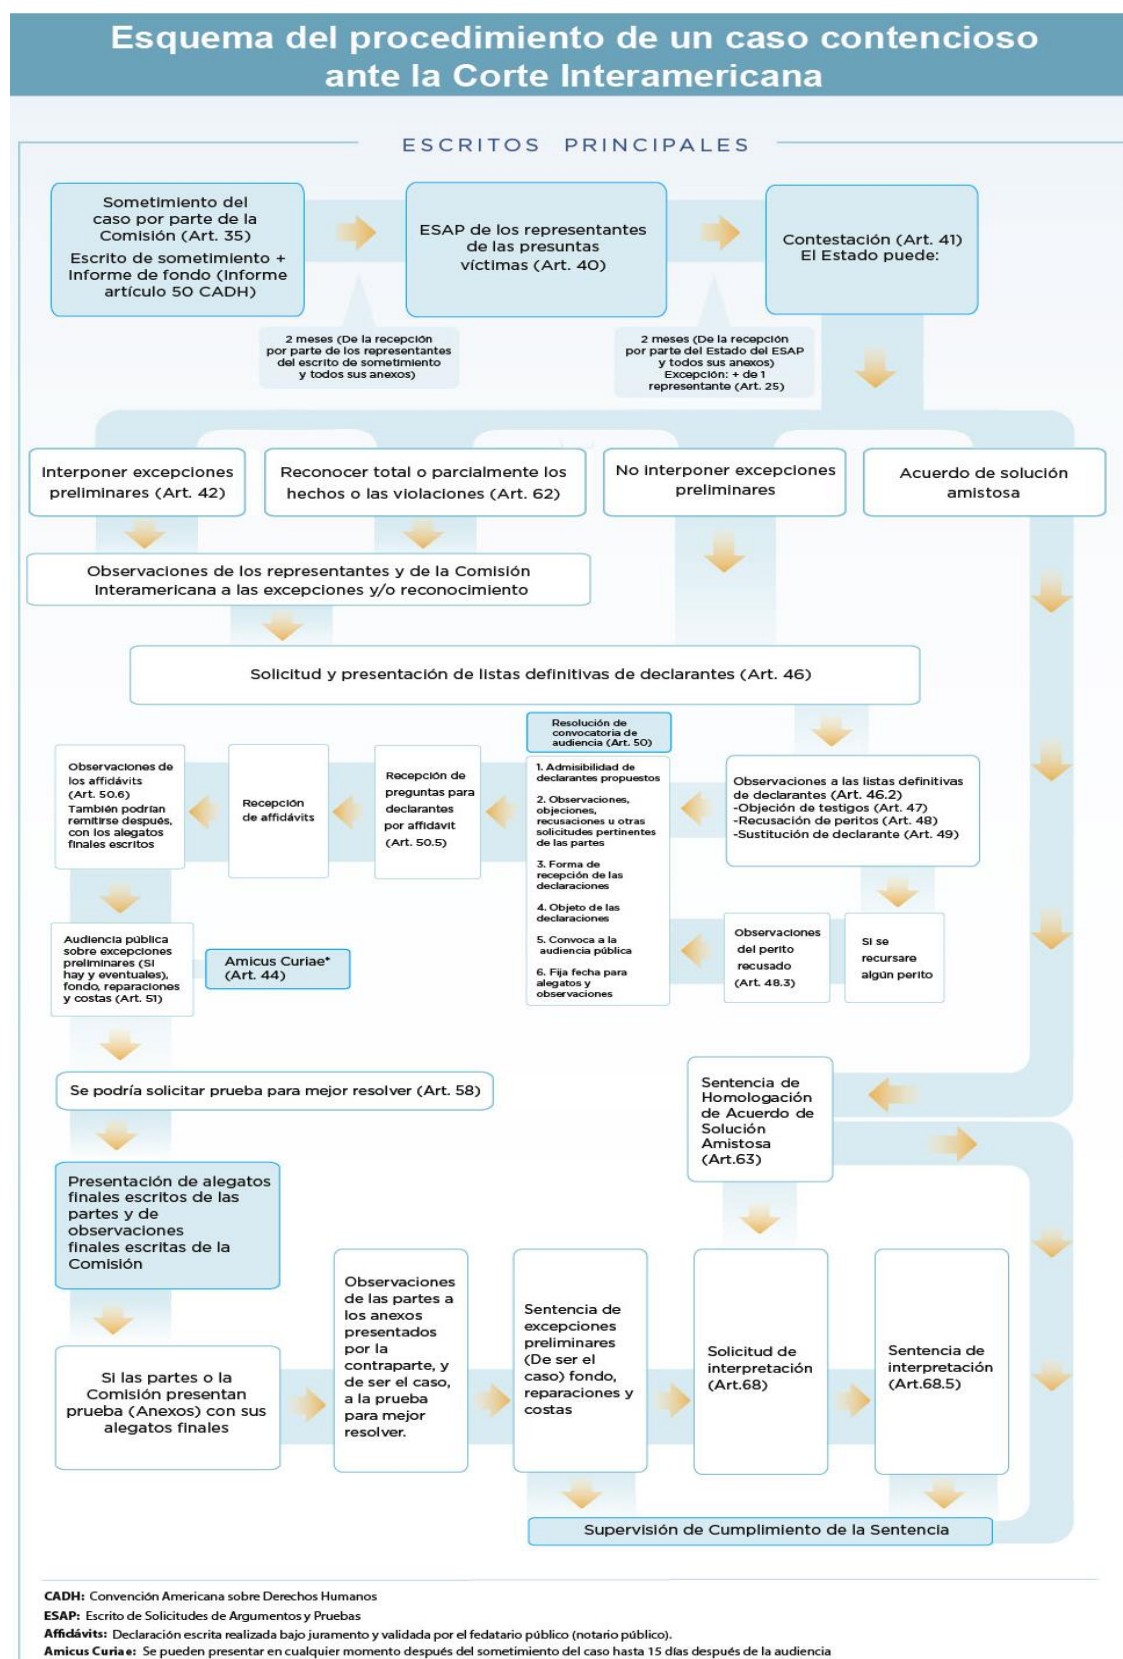 Esquema del procedimiento de un caso contencioso
ante la Corte Interamericana
ESCRITOS PRINCIPALES
Sometimiento del
caso por parte de la
Comisión (Art. 35)
Escrito de sometimiento +
Informe de fondo (Informe
artículo 50 CADH)
ESAP de los representantes
de las presuntas
víctimas (Art. 40)
Contestación (Art. 41)
El Estado puede:
2 meses (De la recepción
por parte de los representantes
del escrito de sometimiento
y todos sus anexos)
2 meses (De la recepción
por parte del Estado del ESAP
y todos sus anexos)
Excepción: + de 1
representante (Art. 25)
Interponer excepciones
preliminares (Art. 42)
Reconocer total o parcialmente los
hechos o las violaciones (Art. 62)
No interponer excepciones
preliminares
Acuerdo de solución
amistosa
Observaciones de los representantes y de la Comisión
Interamericana a las excepciones y/o reconocimiento
Solicitud y presentación de listas definitivas de declarantes (Art. 46)
Observaciones a las listas definitivas
de declarantes (Art. 46.2)
-Objeción de testigos (Art. 47)
-Recusación de peritos (Art. 48)
-Sustitución de declarante (Art. 49)
Si se
recursare
algún perito
Observaciones
del perito
recusado
(Art. 48.3)
Resolución de
convocatoria de
audiencia (Art. 50)
1. Admisibilidad de
declarantes propuestos
2. Observaciones,
objeciones,
recusaciones u otras
solicitudes pertinentes
de las partes
3. Forma de
recepción de las
declaraciones
4. Objeto de las
declaraciones
5. Convoca a la
audiencia pública
6. Fija fecha para
alegatos y
observaciones
Recepción de
preguntas para
declarantes
por affidávit
(Art. 50.5)
Recepción
de affidávits
Observaciones de
los affidávits
(Art. 50.6)
También podrían
remitirse después,
con los alegatos
finales escritos
Audiencia pública
sobre excepciones
preliminares (Si
hay y eventuales),
fondo, reparaciones
y costas (Art. 51)
Amicus Curiae*
(Art. 44)
Se podría solicitar prueba para mejor resolver (Art. 58)
Presentación de alegatos
finales escritos de las
partes y de
observaciones
finales escritas de la
Comisión
Si las partes o la
Comisión presentan
prueba (Anexos) con sus
alegatos finales
Observaciones
de las partes a
los anexos
presentados
por la
contraparte, y
de ser el caso,
a la prueba
para mejor
resolver.
Sentencia de
excepciones
preliminares
(De ser el
caso) fondo,
reparaciones y
costas
Sentencia de
Homologación
de Acuerdo de
Solución
Amistosa
(Art.63)
Solicitud de
interpretación
(Art.68)
Sentencia de
interpretación
(Art.68.5)
Supervisión de Cumplimiento de la Sentencia
CADH: Convención Americana sobre Derechos Humanos
ESAP: Escrito de Solicitudes de Argumentos y Pruebas
Affidávits: Declaración escrita realizada bajo juramento y validada por el fedatario público (notario público).
Amicus Curiae: Se pueden presentar en cualquier momento después del sometimiento del caso hasta 15 días después de la audiencia